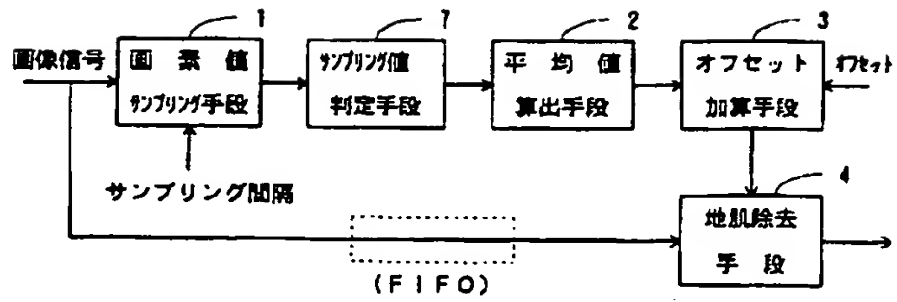 1
7
2
3
画像信号
画素値
サンプリング手段
サンプリング値
判定手段
平均値
算出手段
オフセット
加算手段
オフセット
サンプリング間隔
4
地肌除去
手段
(FIFO)